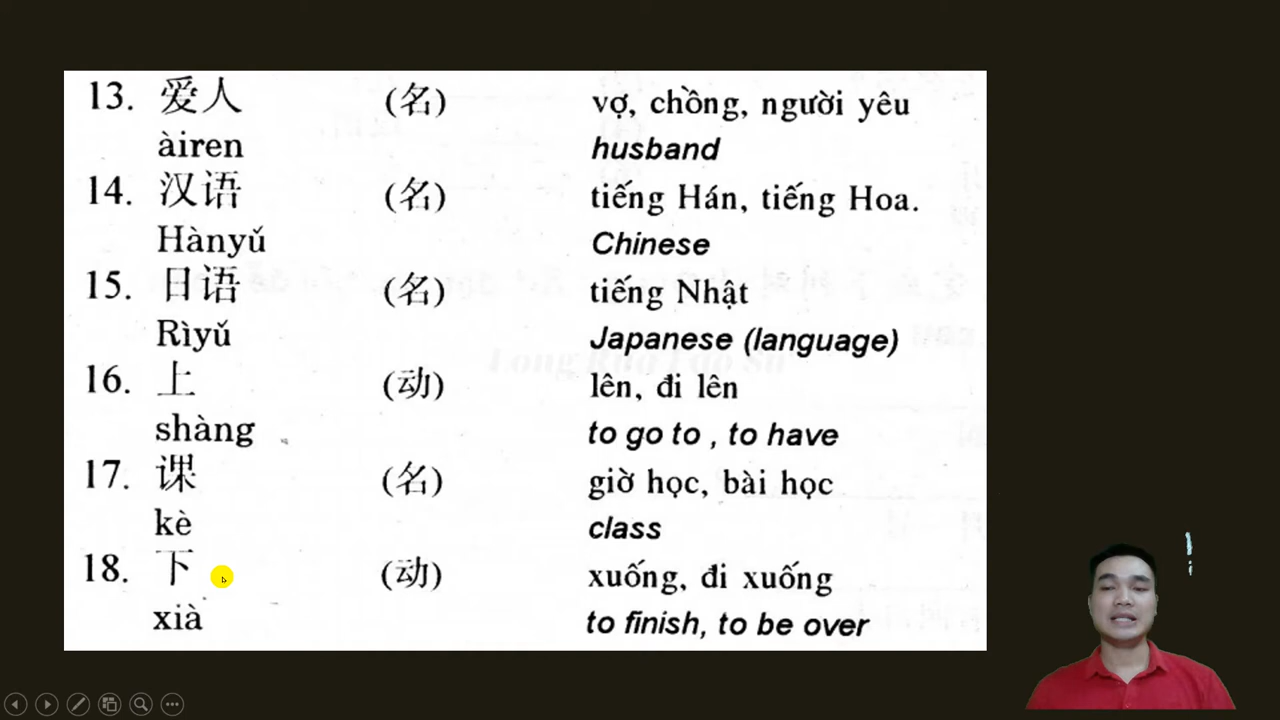 13. 爱人 (名) vợ, chồng, người yêu
àiren husband
14. 汉语 (名) tiếng Hán, tiếng Hoa.
Hànyǔ Chinese
15. 日语 (名) tiếng Nhật
Rìyǔ Japanese (language)
16. 上 (动) lên, đi lên
shàng to go to , to have
17. 课 (名) giờ học, bài học
kè class
18. 下 (动) xuống, đi xuống
xià to finish, to be over